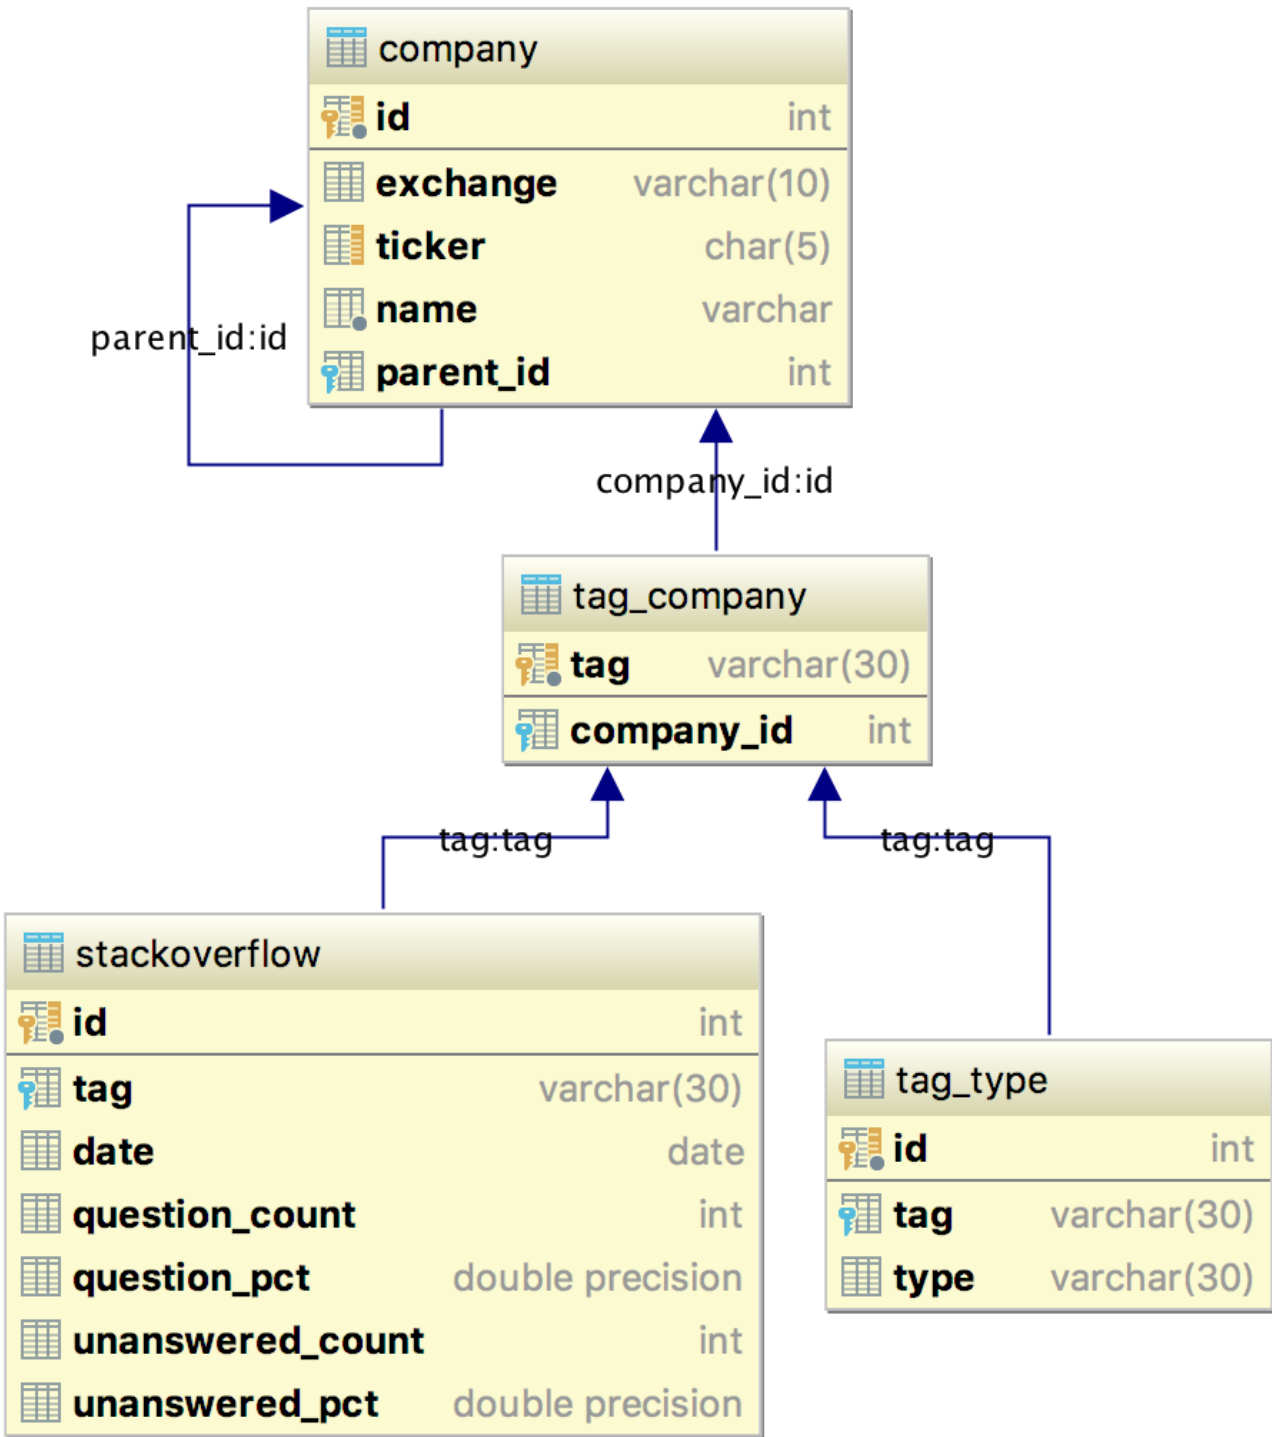 company
id int
exchange varchar(10)
ticker char(5)
name varchar
parent_id int
parent_id:id
company_id:id
tag_company
tag varchar(30)
company_id int
tag:tag
tag:tag
stackoverflow
id int
tag varchar(30)
date date
question_count int
question_pct double precision
unanswered_count int
unanswered_pct double precision
tag_type
id int
tag varchar(30)
type varchar(30)